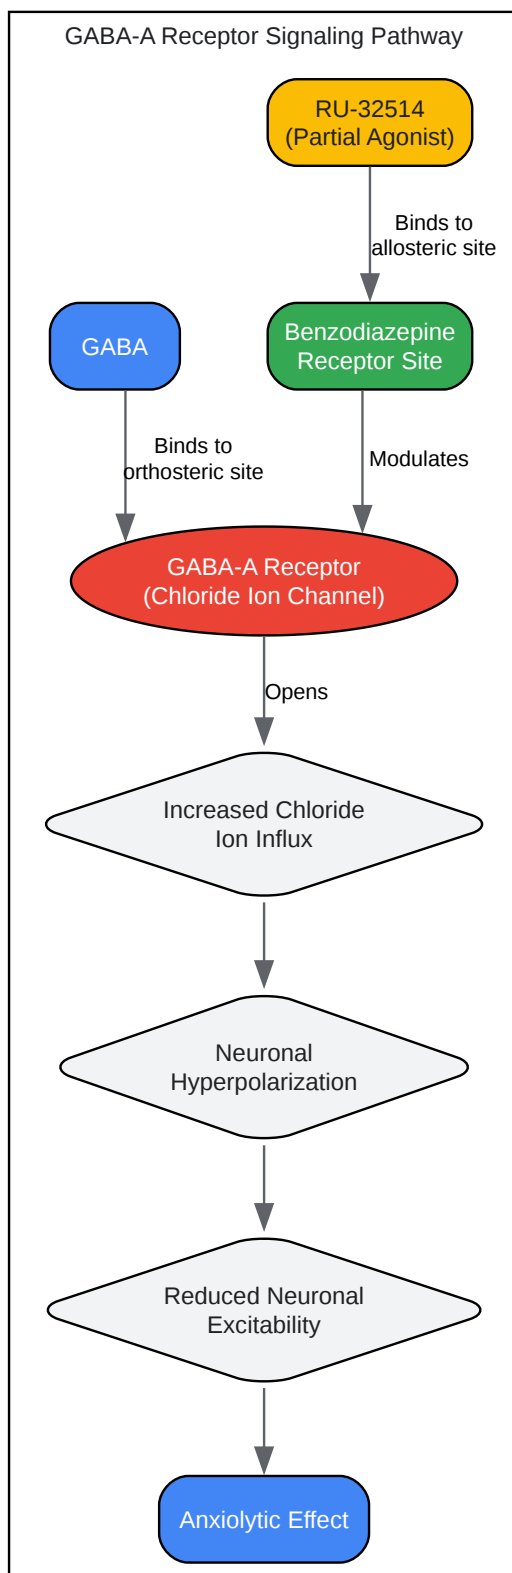 GABA-A Receptor Signaling Pathway
RU-32514
(Partial Agonist)
Binds to
allosteric site
GABA
Benzodiazepine
Receptor Site
Binds to
orthosteric site
Modulates
GABA-A Receptor
(Chloride Ion Channel)
Opens
Increased Chloride
Ion Influx
Neuronal
Hyperpolarization
Reduced Neuronal
Excitability
Anxiolytic Effect